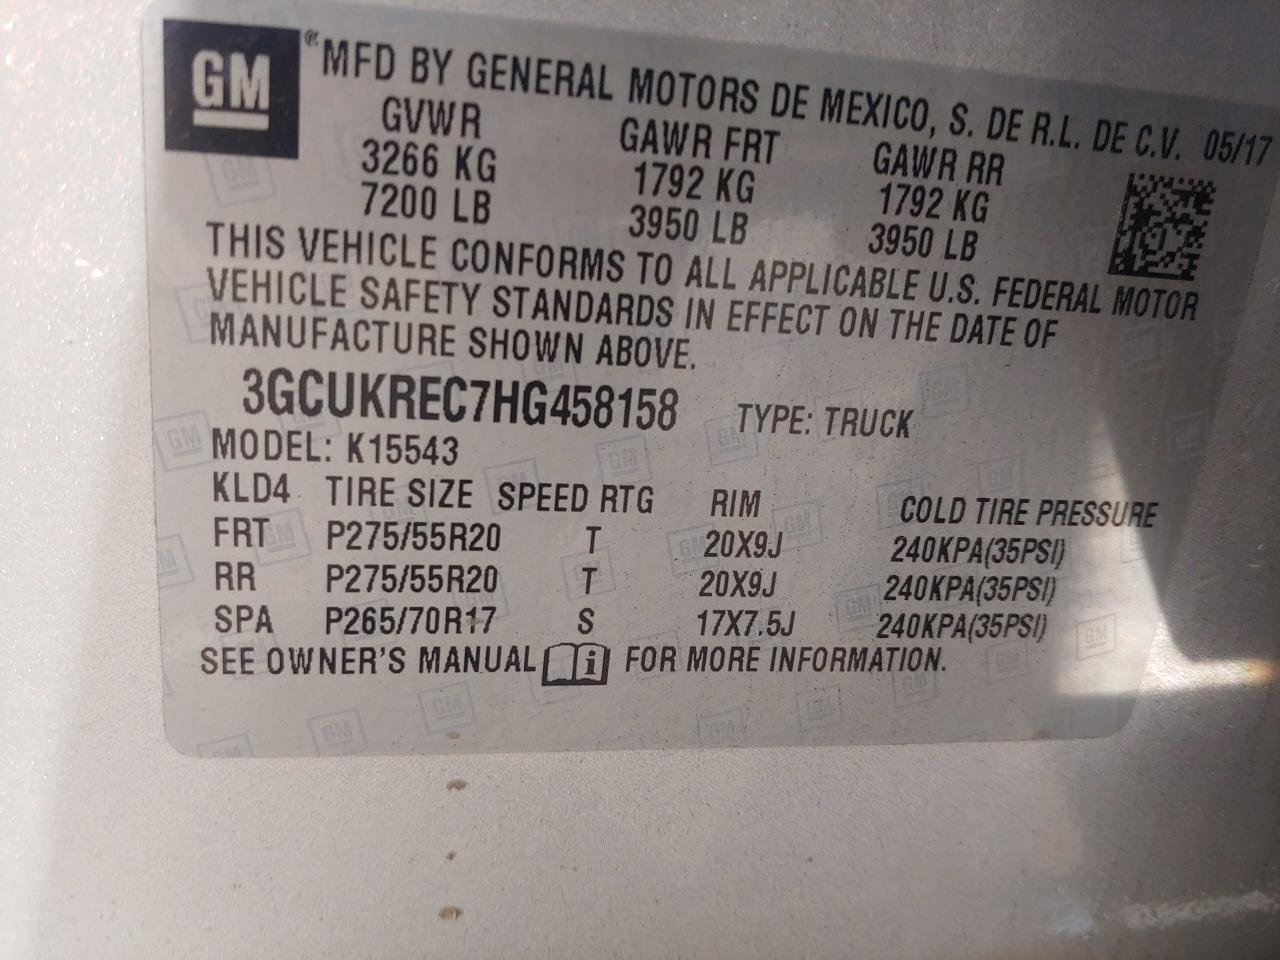 GM ® MFD BY GENERAL MOTORS DE MEXICO, S. DE R.L. DE C.V. 05/17
GVWR GAWR FRT GAWR RR
3266 KG 1792 KG 1792 KG
7200 LB 3950 LB 3950 LB
THIS VEHICLE CONFORMS TO ALL APPLICABLE U.S. FEDERAL MOTOR
VEHICLE SAFETY STANDARDS IN EFFECT ON THE DATE OF
MANUFACTURE SHOWN ABOVE.
3GCUKREC7HG458158 TYPE: TRUCK
MODEL: K15543
KLD4 TIRE SIZE SPEED RTG RIM COLD TIRE PRESSURE
FRT P275/55R20 T 20X9J 240KPA(35PSI)
RR P275/55R20 T 20X9J 240KPA(35PSI)
SPA P265/70R17 S 17X7.5J 240KPA(35PSI)
SEE OWNER'S MANUAL i FOR MORE INFORMATION.